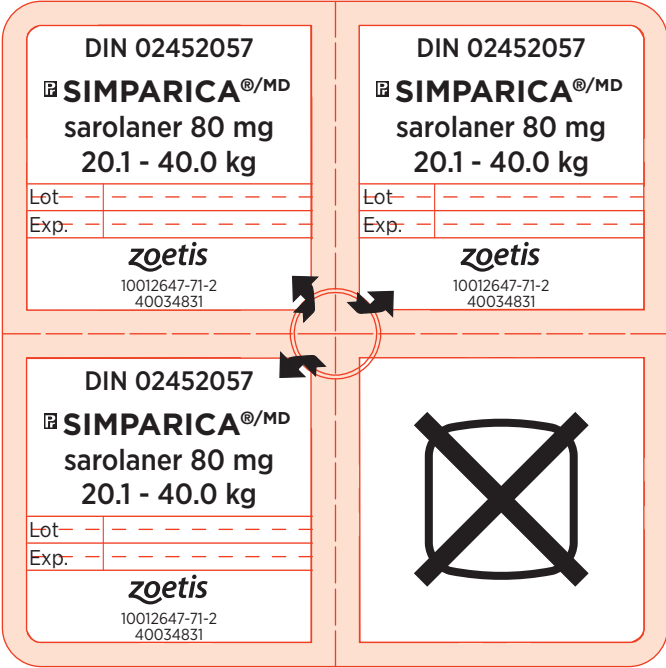 DIN 02452057
Pr SIMPARICA®/MD
sarolaner 80 mg
20.1 - 40.0 kg
Lot
Exp.
zoetis
10012647-71-2
40034831
DIN 02452057
Pr SIMPARICA®/MD
sarolaner 80 mg
20.1 - 40.0 kg
Lot
Exp.
zoetis
10012647-71-2
40034831
DIN 02452057
Pr SIMPARICA®/MD
sarolaner 80 mg
20.1 - 40.0 kg
Lot
Exp.
zoetis
10012647-71-2
40034831